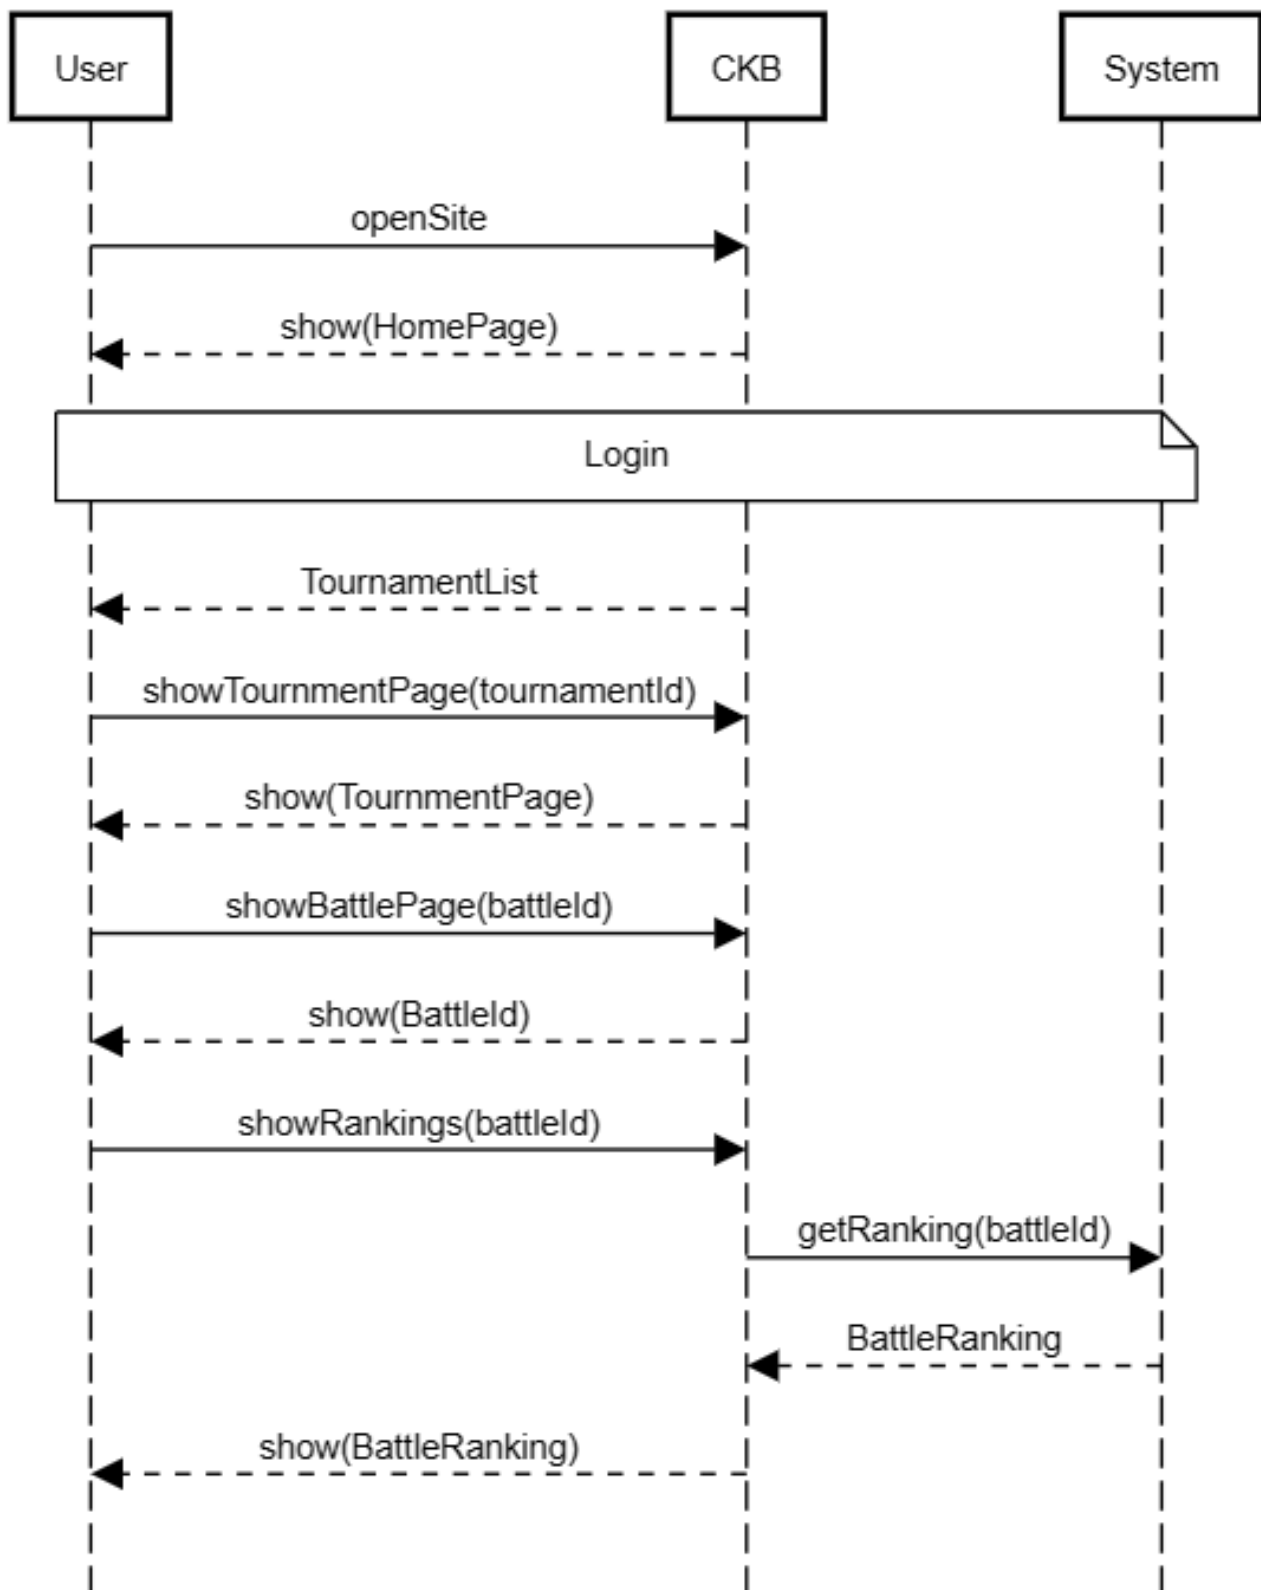 User
CKB
System
openSite
show(HomePage)
Login
TournamentList
showTournmentPage(tournamentId)
show(TournmentPage)
showBattlePage(battleId)
show(BattleId)
showRankings(battleId)
getRanking(battleId)
BattleRanking
show(BattleRanking)